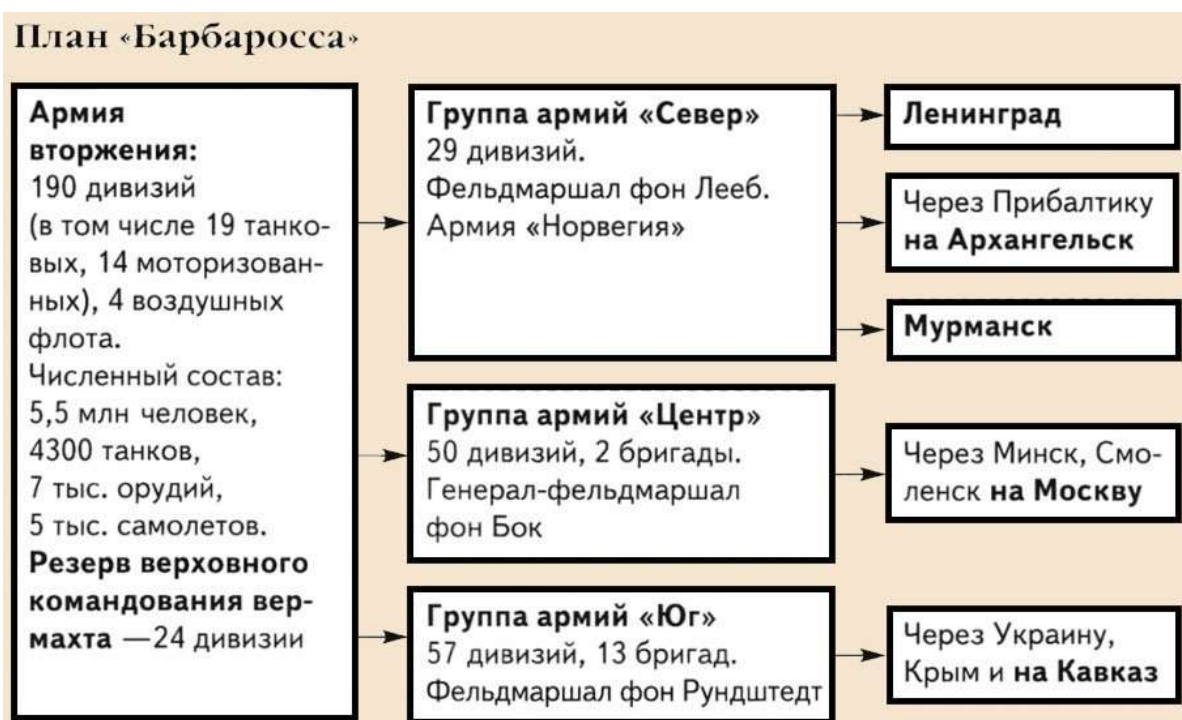 План «Барбаросса»
Армия
вторжения:
190 дивизий
(в том числе 19 танко-
вых, 14 моторизован-
ных), 4 воздушных
флота.
Численный состав:
5,5 млн человек,
4300 танков,
7 тыс. орудий,
5 тыс. самолетов.
Резерв верховного
командования вер-
махта —24 дивизии
Группа армий «Север»
29 дивизий.
Фельдмаршал фон Лееб.
Армия «Норвегия»
Ленинград
Через Прибалтику
на Архангельск
Мурманск
Группа армий «Центр»
50 дивизий, 2 бригады.
Генерал-фельдмаршал
фон Бок
Через Минск, Смо-
ленск на Москву
Группа армий «Юг»
57 дивизий, 13 бригад.
Фельдмаршал фон Рундштедт
Через Украину,
Крым и на Кавказ